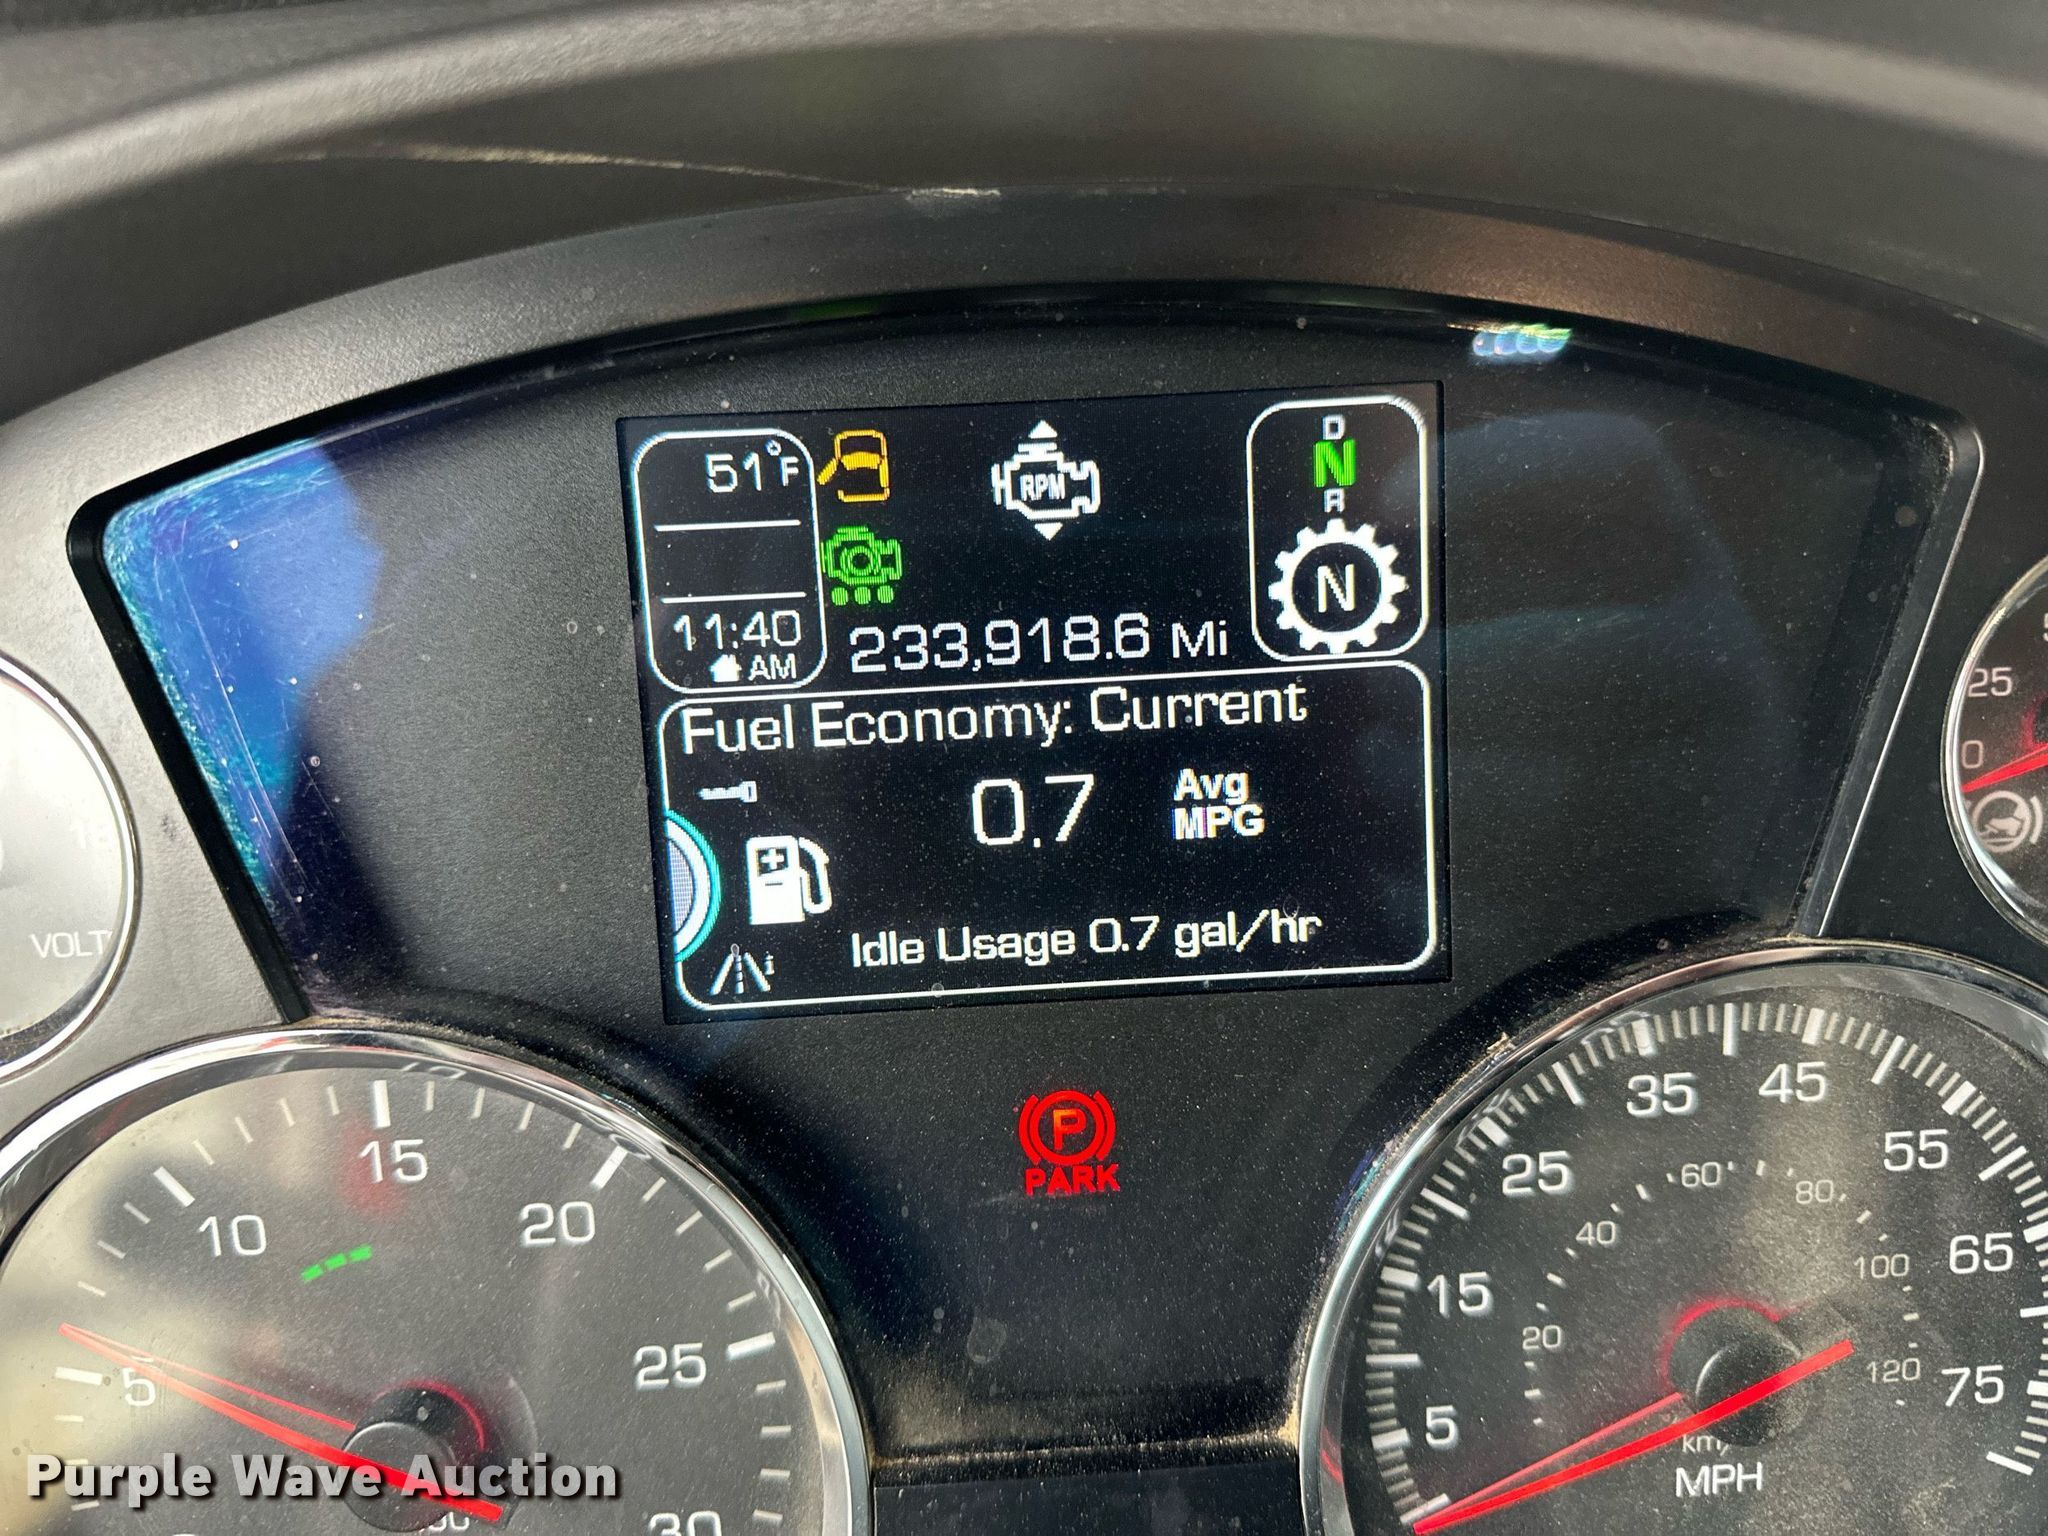 51°F
RPM
D
N
R
N
11:40
AM
233,918.6 Mi
Fuel Economy: Current
0.7
Avg
MPG
Idle Usage 0.7 gal/hr
PARK
P
VOLT
25
0
5
10
15
20
25
30
5
15
25
35
45
55
65
75
20
40
60
80
100
120
MPH
Purple Wave Auction